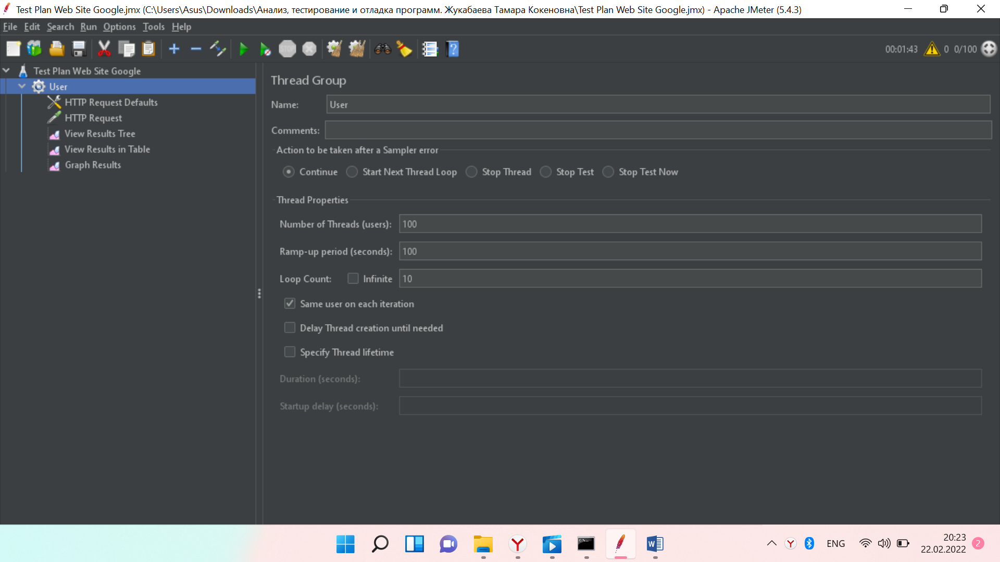 Test Plan Web Site Google.jmx (C:\Users\Asus\Downloads\Анализ, тестирование и отладка программ. Жукабаева Тамара Кокеновна\Test Plan Web Site Google.jmx) - Apache JMeter (5.4.3)
File Edit Search Run Options Tools Help
STOP
00:01:43 0 0/100
Test Plan Web Site Google
User
HTTP Request Defaults
HTTP Request
View Results Tree
View Results in Table
Graph Results
Thread Group
Name: User
Comments:
Action to be taken after a Sampler error
Continue Start Next Thread Loop Stop Thread Stop Test Stop Test Now
Thread Properties
Number of Threads (users): 100
Ramp-up period (seconds): 100
Loop Count: Infinite 10
Same user on each iteration
Delay Thread creation until needed
Specify Thread lifetime
Duration (seconds):
Startup delay (seconds):
ENG
20:23
22.02.2022
2